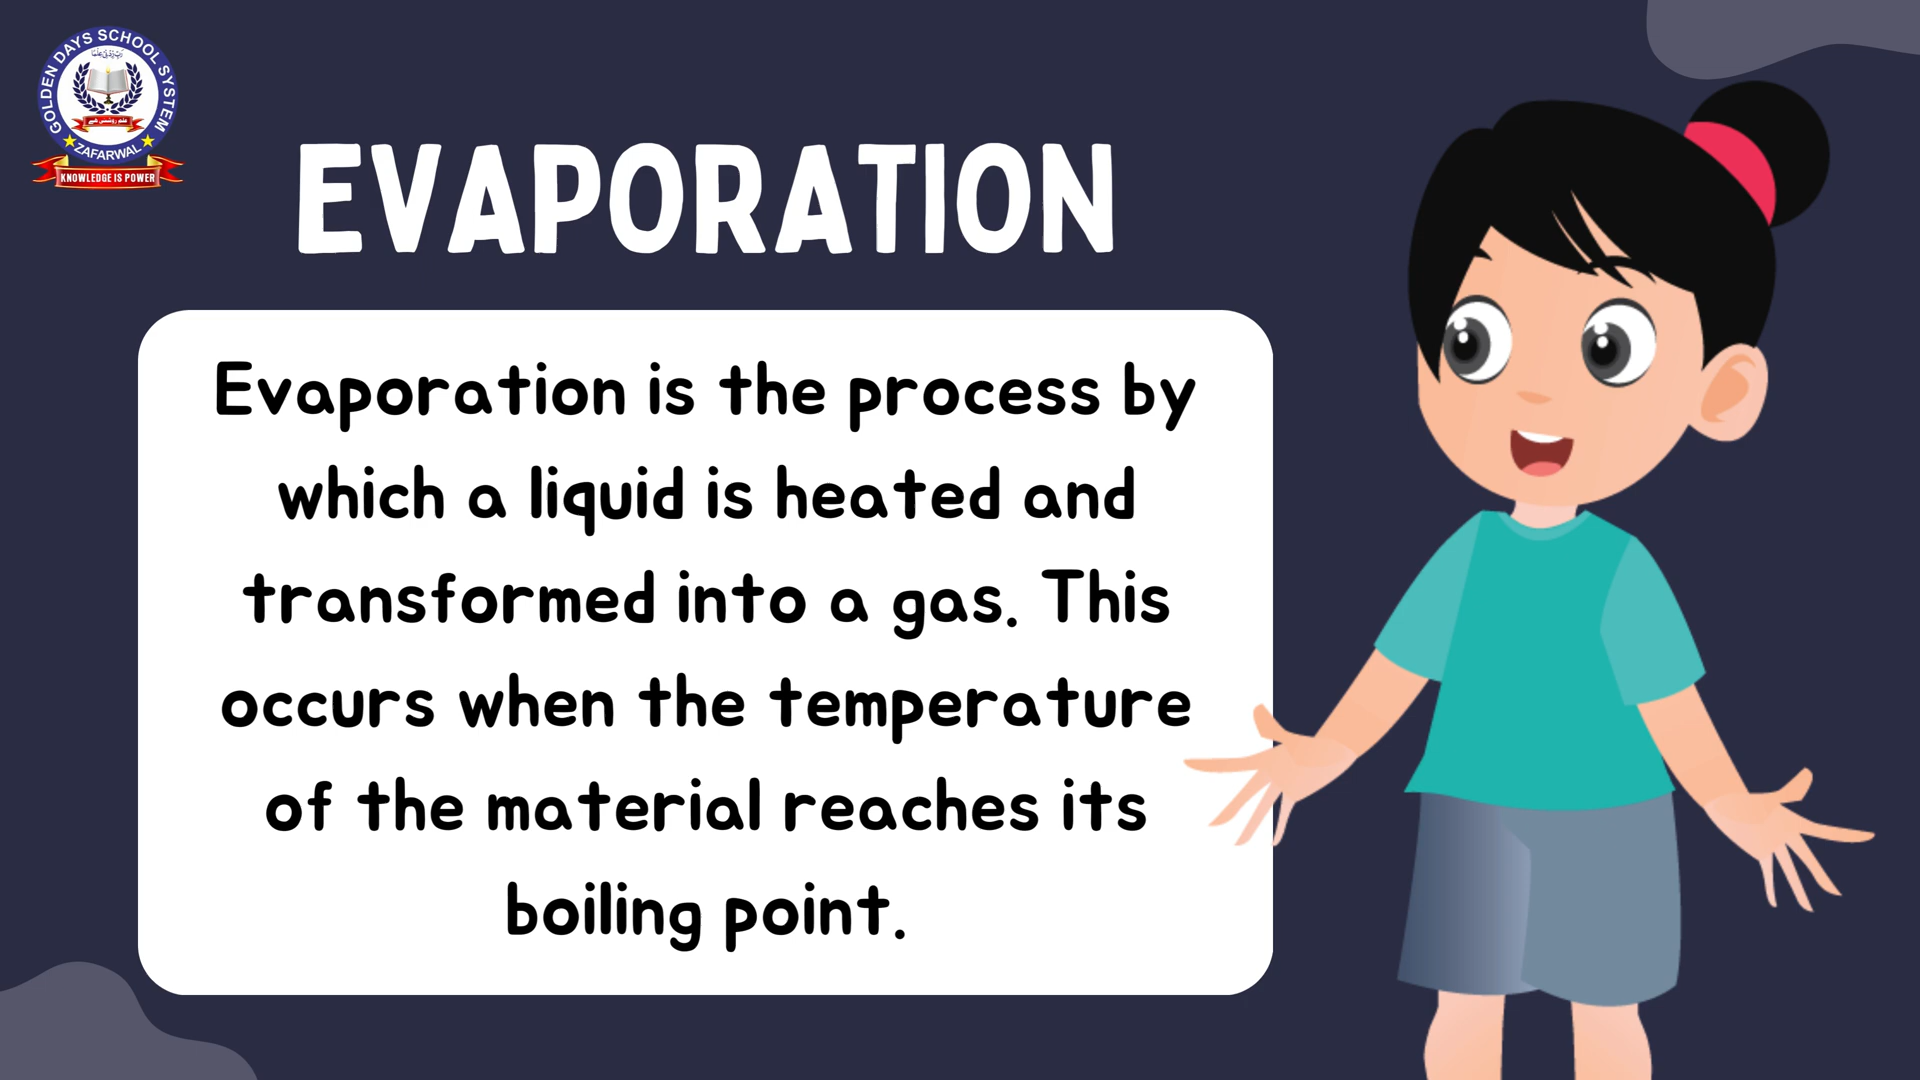 GOLDEN DAYS SCHOOL SYSTEM
ZAFARWAL
KNOWLEDGE IS POWER
EVAPORATION
Evaporation is the process by
which a liquid is heated and
transformed into a gas. This
occurs when the temperature
of the material reaches its
boiling point.